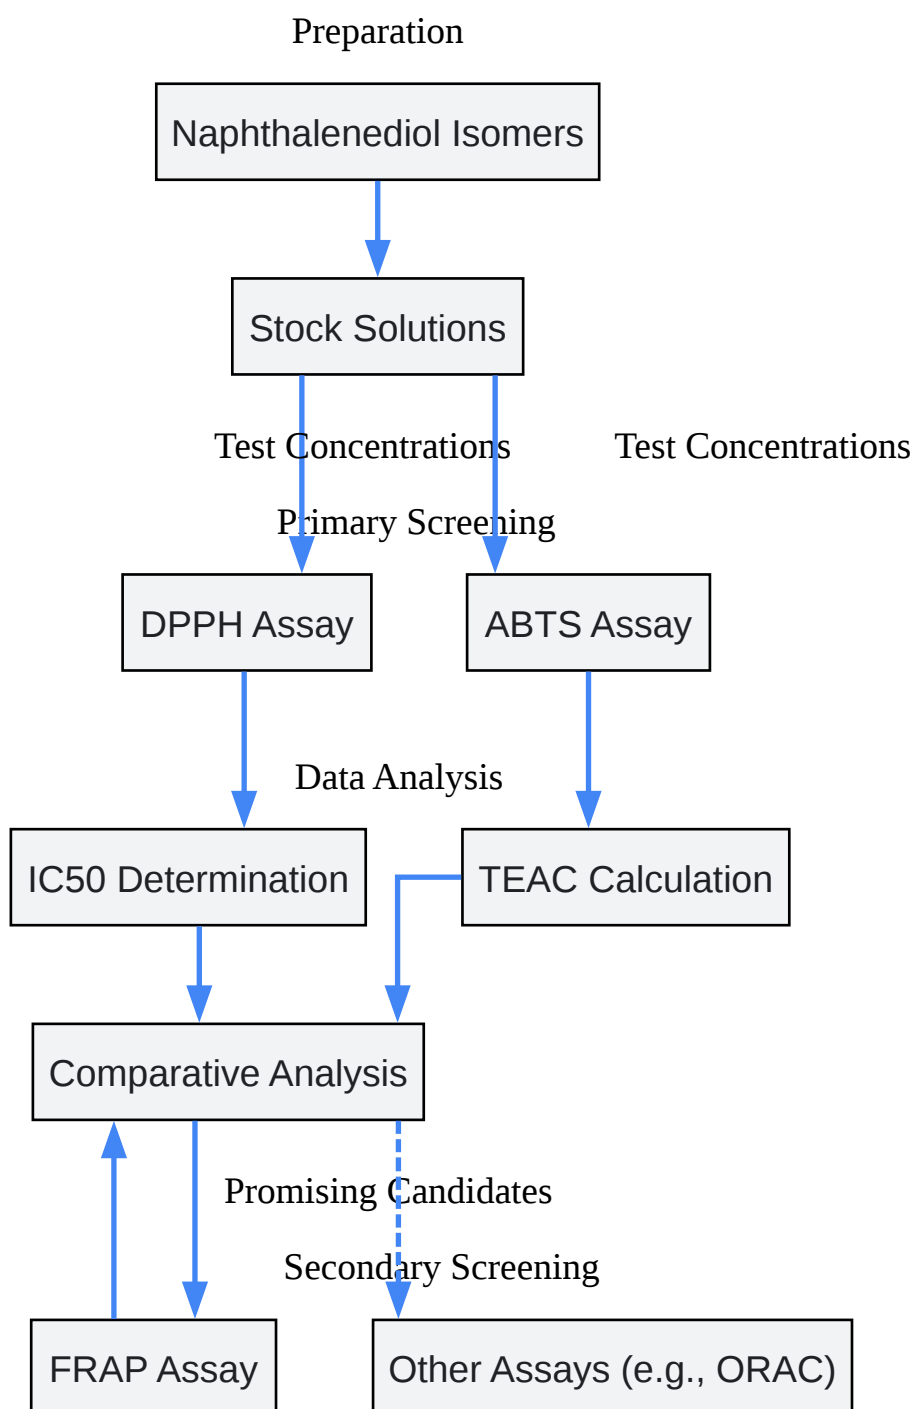 Preparation
Naphthalenediol Isomers
Stock Solutions
Test Concentrations
Test Concentrations
Primary Screening
DPPH Assay
ABTS Assay
Data Analysis
IC50 Determination
TEAC Calculation
Comparative Analysis
Promising Candidates
Secondary Screening
FRAP Assay
Other Assays (e.g., ORAC)